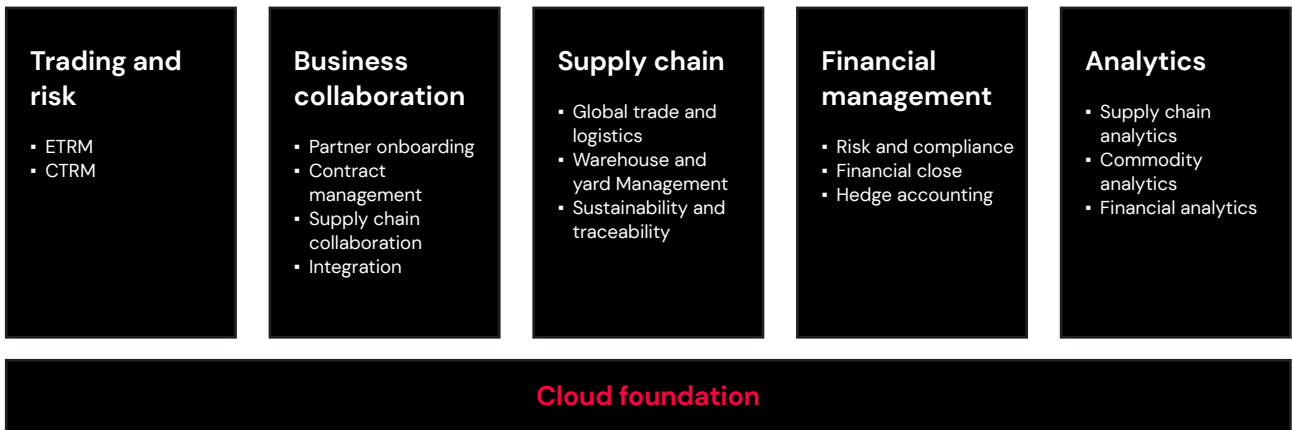 Trading and
risk
▪ ETRM
▪ CTRM
Business
collaboration
▪ Partner onboarding
▪ Contract
management
▪ Supply chain
collaboration
▪ Integration
Supply chain
▪ Global trade and
logistics
▪ Warehouse and
yard Management
▪ Sustainability and
traceability
Financial
management
▪ Risk and compliance
▪ Financial close
▪ Hedge accounting
Analytics
▪ Supply chain
analytics
▪ Commodity
analytics
▪ Financial analytics
Cloud foundation